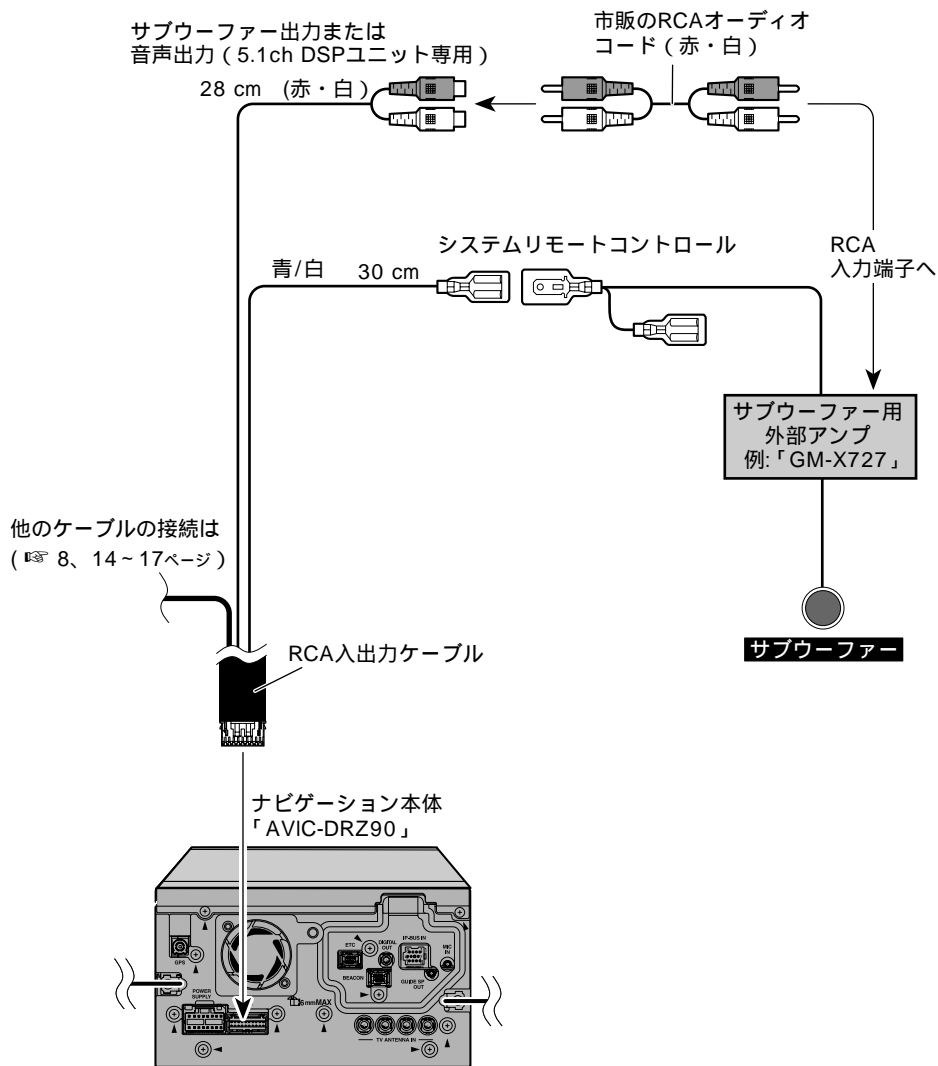 サブウーファー出力または
音声出力（5.1ch DSPユニット専用）
28 cm （赤・白）
市販のRCAオーディオ
コード（赤・白）
システムリモートコントロール
青/白 30 cm
RCA
入力端子へ
サブウーファー用
外部アンプ
例:「GM-X727」
サブウーファー
他のケーブルの接続は
(☞ 8、14~17ページ）
RCA入出力ケーブル
ナビゲーション本体
「AVIC-DRZ90」
GPS
POWER
SUPPLY
6mmMAX
ETC
DIGITAL
OUT
IP-BUS IN
MIC
IN
BEACON
GUIDE SP
OUT
TV ANTENNA IN